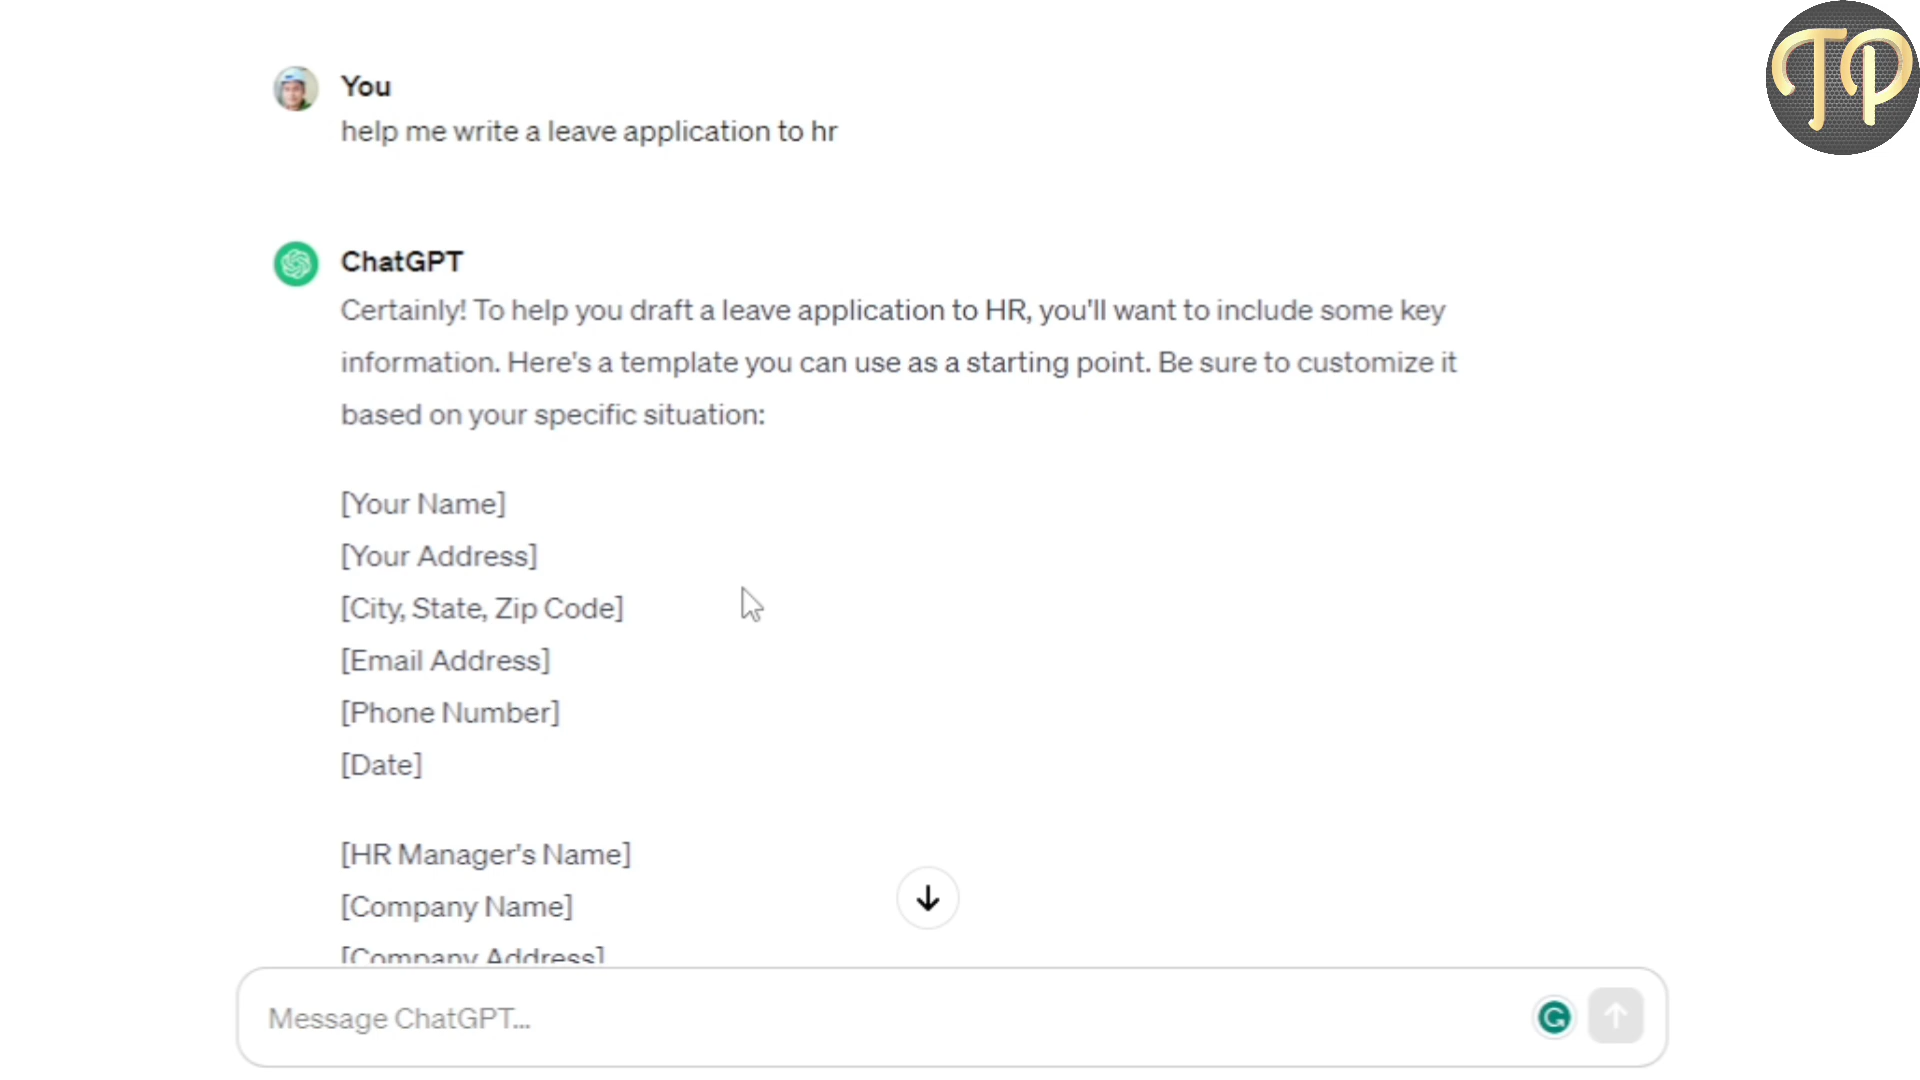 You
help me write a leave application to hr
ChatGPT
Certainly! To help you draft a leave application to HR, you'll want to include some key
information. Here's a template you can use as a starting point. Be sure to customize it
based on your specific situation:
[Your Name]
[Your Address]
[City, State, Zip Code]
[Email Address]
[Phone Number]
[Date]
[HR Manager's Name]
[Company Name]
[Company Address]
Message ChatGPT...
TP